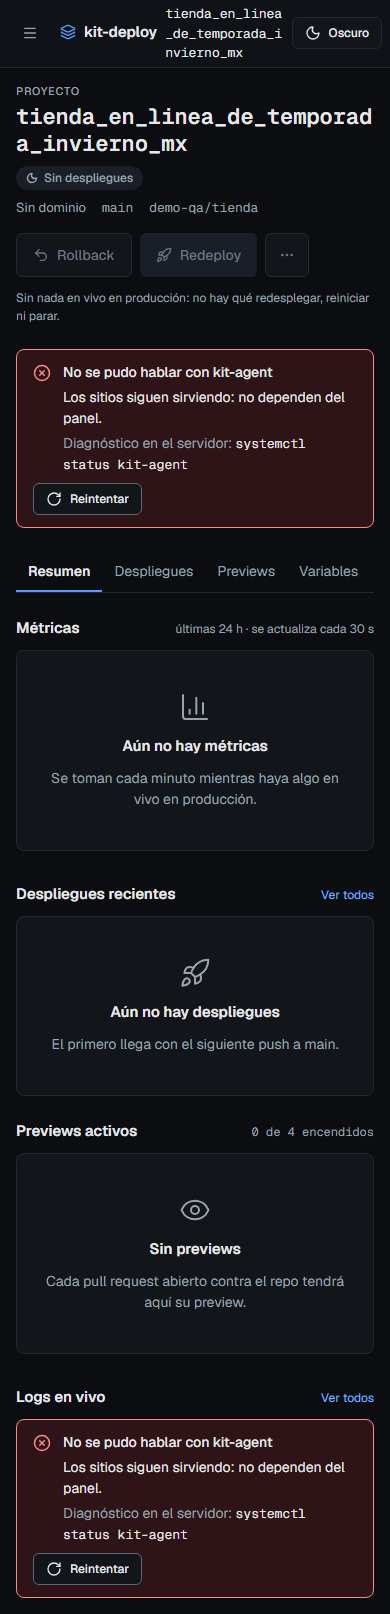 kit-deploy
tienda_en_linea
_de_temporada_i
nvierno_mx
Oscuro
PROYECTO
tienda_en_linea_de_temporad
a_invierno_mx
Sin despliegues
Sin dominio main demo-qa/tienda
Rollback
Redeploy
Sin nada en vivo en producción: no hay qué redesplegar, reiniciar
ni parar.
No se pudo hablar con kit-agent
Los sitios siguen sirviendo: no dependen del
panel.
Diagnóstico en el servidor: systemctl
status kit-agent
Reintentar
Resumen Despliegues Previews Variables
Métricas
últimas 24 h · se actualiza cada 30 s
Aún no hay métricas
Se toman cada minuto mientras haya algo en
vivo en producción.
Despliegues recientes
Ver todos
Aún no hay despliegues
El primero llega con el siguiente push a main.
Previews activos
0 de 4 encendidos
Sin previews
Cada pull request abierto contra el repo tendrá
aquí su preview.
Logs en vivo
Ver todos
No se pudo hablar con kit-agent
Los sitios siguen sirviendo: no dependen del
panel.
Diagnóstico en el servidor: systemctl
status kit-agent
Reintentar